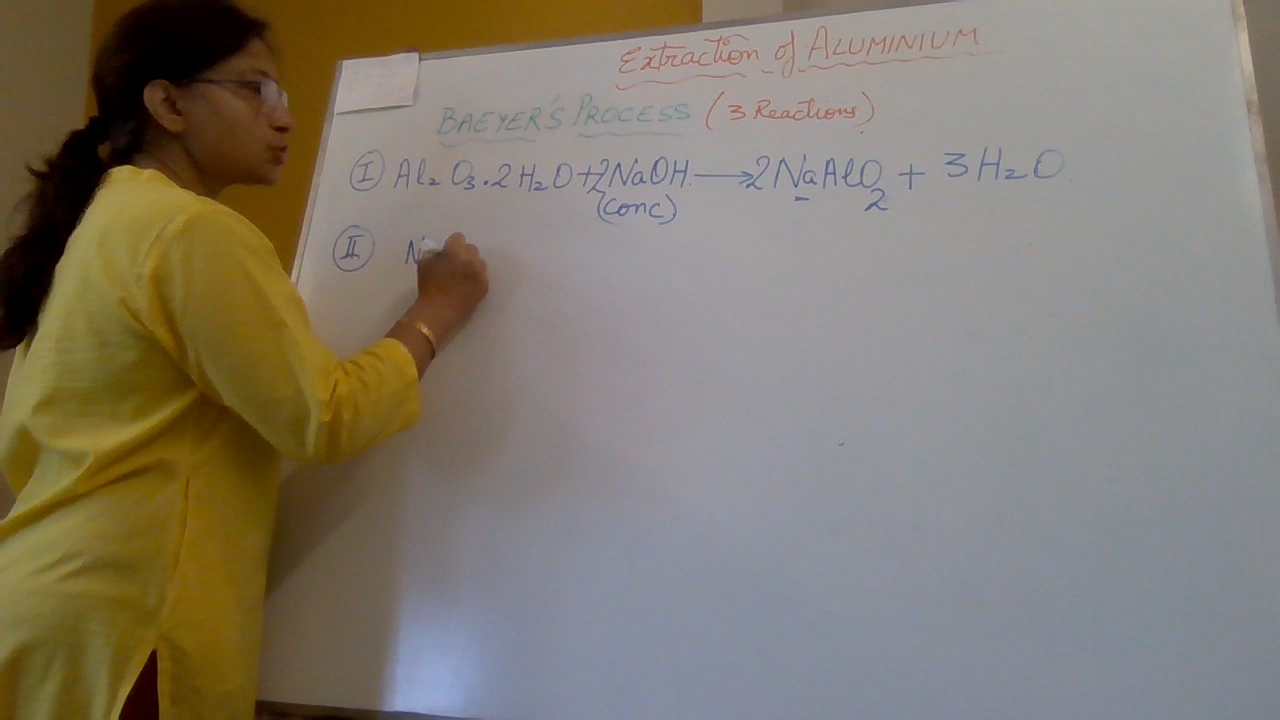 Extraction of ALUMINIUM
BAEYER'S PROCESS (3 Reactions)
I Al₂O₃.2H₂O+2NaOH → 2NaAlO₂ + 3H₂O
(conc)
II N